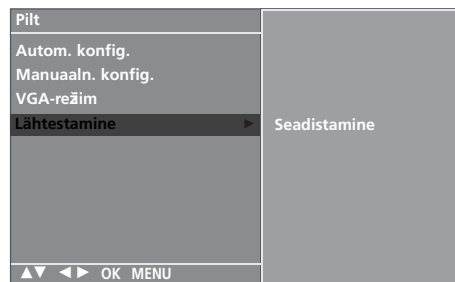 Pilt
Autom. konfig.
Manuaaln. konfig.
VGA-režim
Lähtestamine ▶ Seadistamine
▲▼ ◀▶ OK MENU